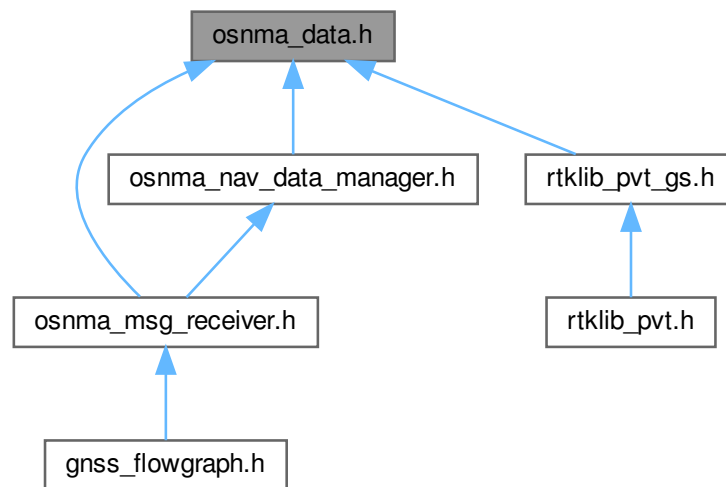 osnma_data.h
osnma_nav_data_manager.h
rtklib_pvt_gs.h
osnma_msg_receiver.h
rtklib_pvt.h
gnss_flowgraph.h